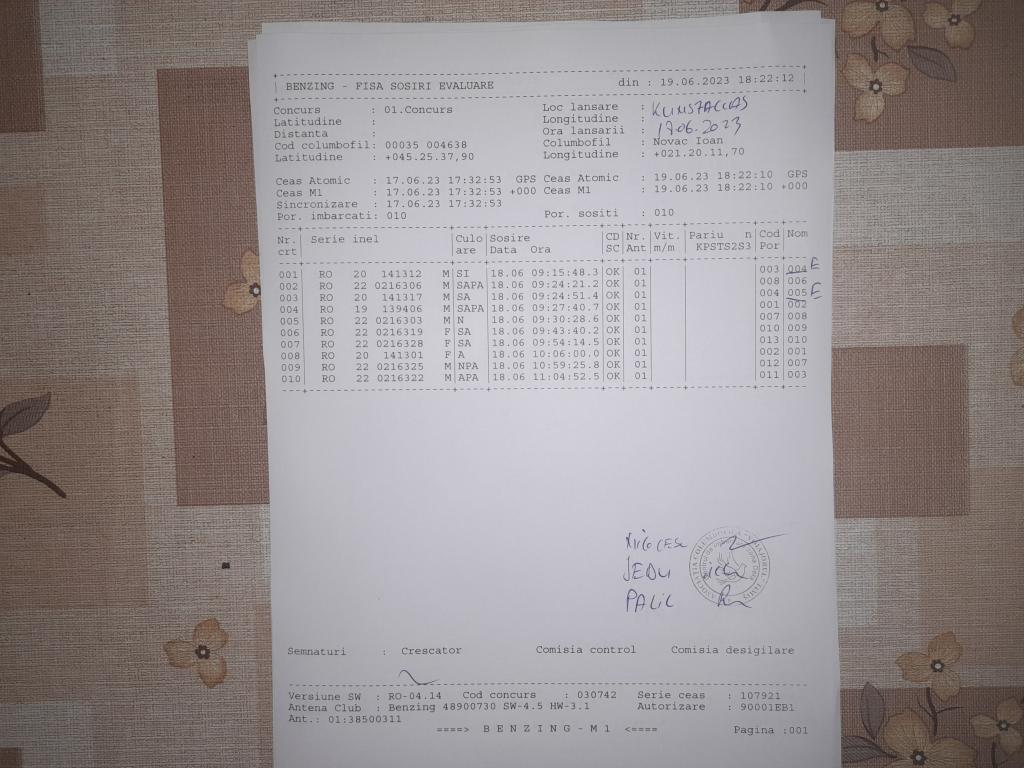 BENZING - FISA SOSIRI EVALUARE din : 19.06.2023 18:22:12
Concurs : 01.Concurs Loc lansare :
Latitudine : Longitudine : 17.06.2023
Distanta : Ora lansarii :
Cod columbofil: 00035 004638 Columbofil : Novac Ioan
Latitudine : +045.25.37,90 Longitudine : +021.20.11,70
Ceas Atomic : 17.06.23 17:32:53 GPS Ceas Atomic : 19.06.23 18:22:10 GPS
Ceas M1 : 17.06.23 17:32:53 +000 Ceas M1 : 19.06.23 18:22:10 +000
Sincronizare : 17.06.23 17:32:53
Por. imbarcati: 010 Por. sositi : 010
Nr. Serie inel Culo Sosire CD Nr. Vit. Pariu n Cod Nom
crt are Data Ora SC Ant m/m KPSTS2S3 Por
001 RO 20 141312 M SI 18.06 09:15:48.3 OK 01 003 004 E
002 RO 22 0216306 M SAPA 18.06 09:24:21.2 OK 01 008 006
003 RO 20 141317 M SA 18.06 09:24:51.4 OK 01 004 005 E
004 RO 19 139406 M SAPA 18.06 09:27:40.7 OK 01 001 002
005 RO 22 0216303 M N 18.06 09:30:28.6 OK 01 007 008
006 RO 22 0216319 F SA 18.06 09:43:40.2 OK 01 010 009
007 RO 22 0216328 F SA 18.06 09:54:14.5 OK 01 013 010
008 RO 20 141301 F A 18.06 10:06:00.0 OK 01 002 001
009 RO 22 0216325 M NPA 18.06 10:59:25.8 OK 01 012 007
010 RO 22 0216322 M APA 18.06 11:04:52.5 OK 01 011 003
Semnaturi : Crescator Comisia control Comisia desigilare
Versiune SW : RO-04.14 Cod concurs : 030742 Serie ceas : 107921
Antena Club : Benzing 48900730 SW-4.5 HW-3.1 Autorizare : 90001EB1
Ant.: 01:38500311
====> B E N Z I N G - M 1 <==== Pagina :001